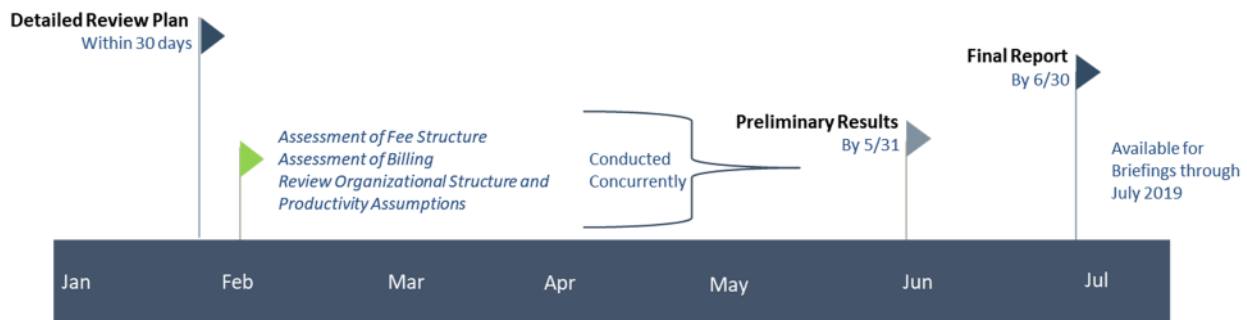 Detailed Review Plan
Within 30 days
Assessment of Fee Structure
Assessment of Billing
Review Organizational Structure and
Productivity Assumptions
Conducted
Concurrently
Preliminary Results
By 5/31
Final Report
By 6/30
Available for
Briefings through
July 2019
Jan
Feb
Mar
Apr
May
Jun
Jul